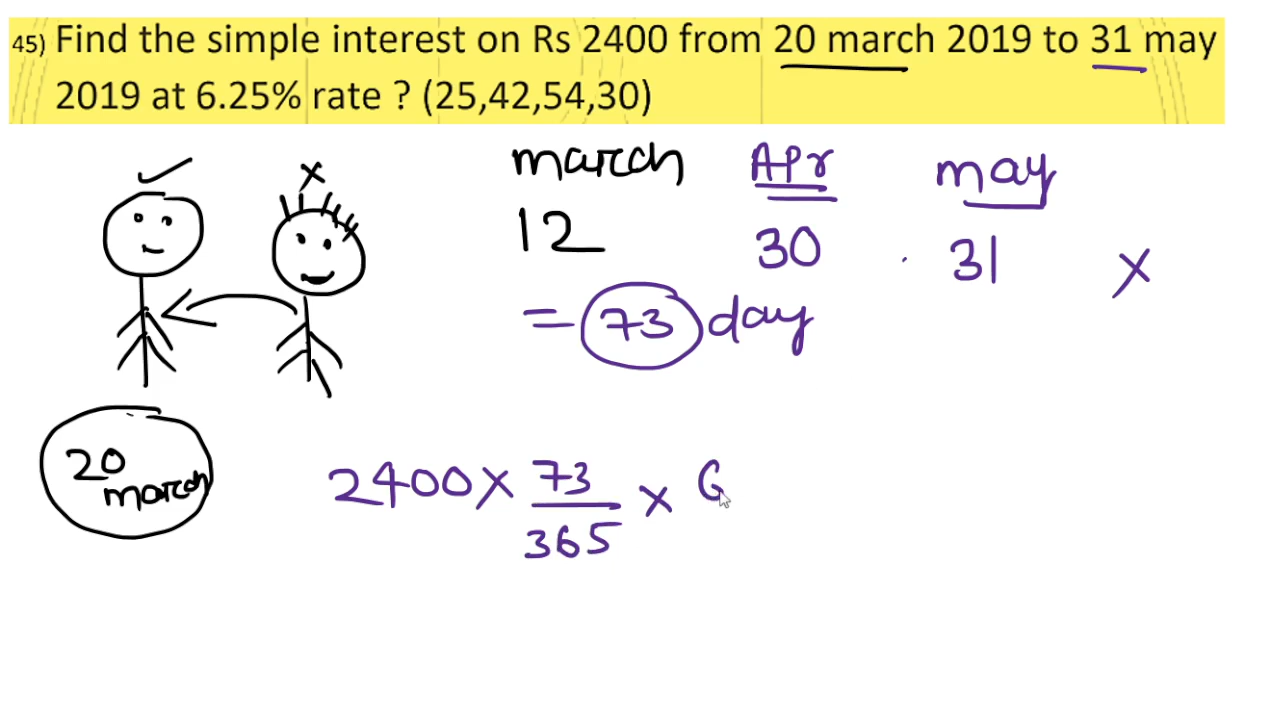 45) Find the simple interest on Rs 2400 from 20 march 2019 to 31 may
2019 at 6.25% rate ? (25,42,54,30)
march Apr may
12 30 31 x
= 73 day
20
march
2400 x 73/365 x 6